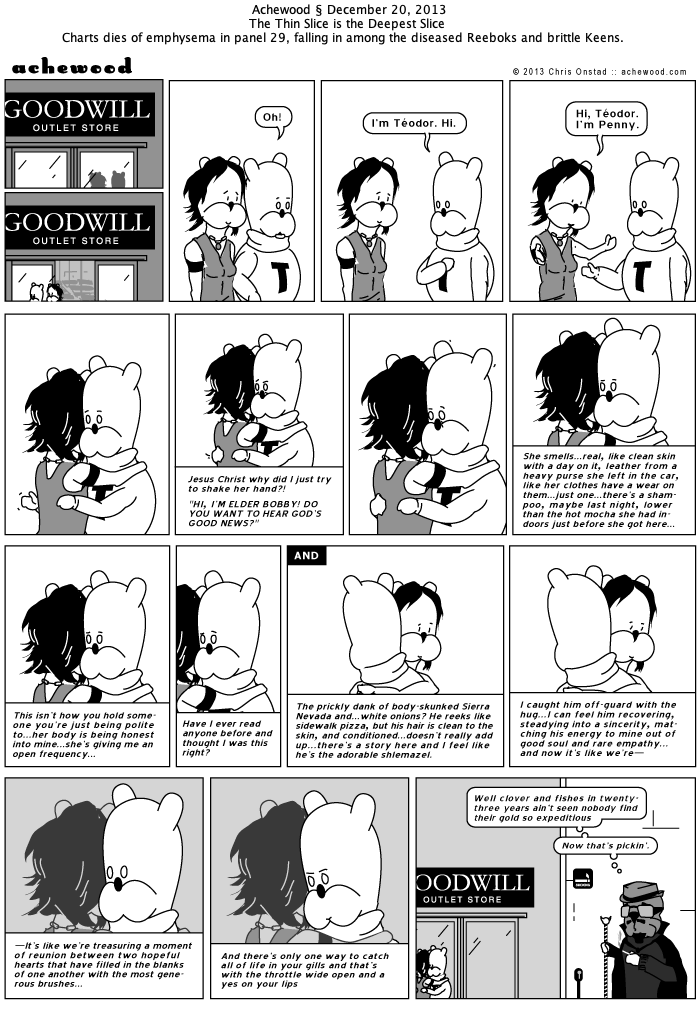 Achewood § December 20, 2013
The Thin Slice is the Deepest Slice
Charts dies of emphysema in panel 29, falling in among the diseased Reeboks and brittle Keens.
achewood
© 2013 Chris Onstad :: achewood.com
GOODWILL
OUTLET STORE
GOODWILL
OUTLET STORE
Oh!
T
I'm Téodor. Hi.
T
Hi, Téodor.
I'm Penny.
T
T
Jesus Christ why did I just try
to shake her hand?!
"HI, I'M ELDER BOBBY! DO
YOU WANT TO HEAR GOD'S
GOOD NEWS?"
T
She smells...real, like clean skin
with a day on it, leather from a
heavy purse she left in the car,
like her clothes have a wear on
them...just one...there's a sham-
poo, maybe last night, lower
than the hot mocha she had in-
doors just before she got here...
This isn't how you hold some-
one you're just being polite
to...her body is being honest
into mine...she's giving me an
open frequency...
Have I ever read
anyone before and
thought I was this
right?
AND
The prickly dank of body-skunked Sierra
Nevada and...white onions? He reeks like
sidewalk pizza, but his hair is clean to the
skin, and conditioned...doesn't really add
up...there's a story here and I feel like
he's the adorable shlemazel.
I caught him off-guard with the
hug...I can feel him recovering,
steadying into a sincerity, mat-
ching his energy to mine out of
good soul and rare empathy...
and now it's like we're—
—It's like we're treasuring a moment
of reunion between two hopeful
hearts that have filled in the blanks
of one another with the most gene-
rous brushes...
And there's only one way to catch
all of life in your gills and that's
with the throttle wide open and a
yes on your lips
Well clover and fishes in twenty-
three years ain't seen nobody find
their gold so expeditious
Now that's pickin'.
OODWILL
OUTLET STORE